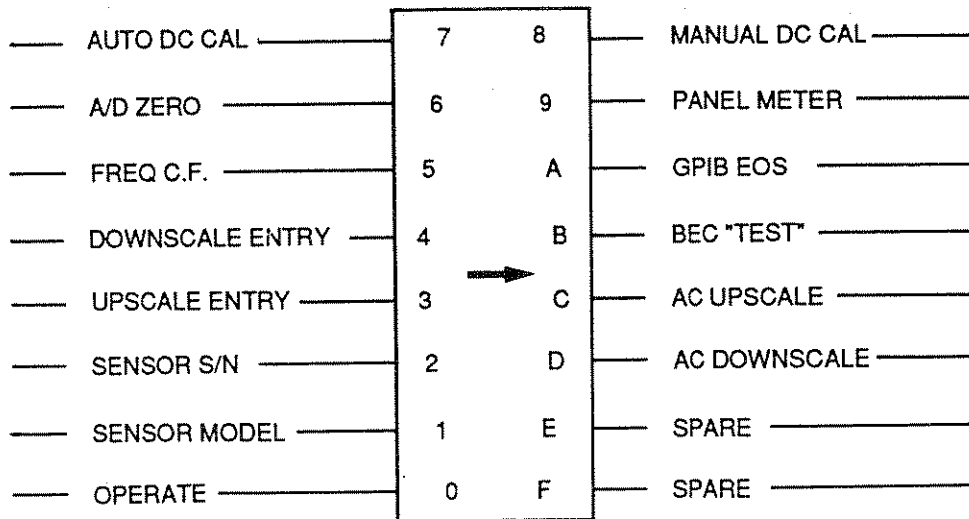 AUTO DC CAL 7 8 MANUAL DC CAL
A/D ZERO 6 9 PANEL METER
FREQ C.F. 5 A GPIB EOS
DOWNSCALE ENTRY 4 B BEC "TEST"
UPSCALE ENTRY 3 C AC UPSCALE
SENSOR S/N 2 D AC DOWNSCALE
SENSOR MODEL 1 E SPARE
OPERATE 0 F SPARE